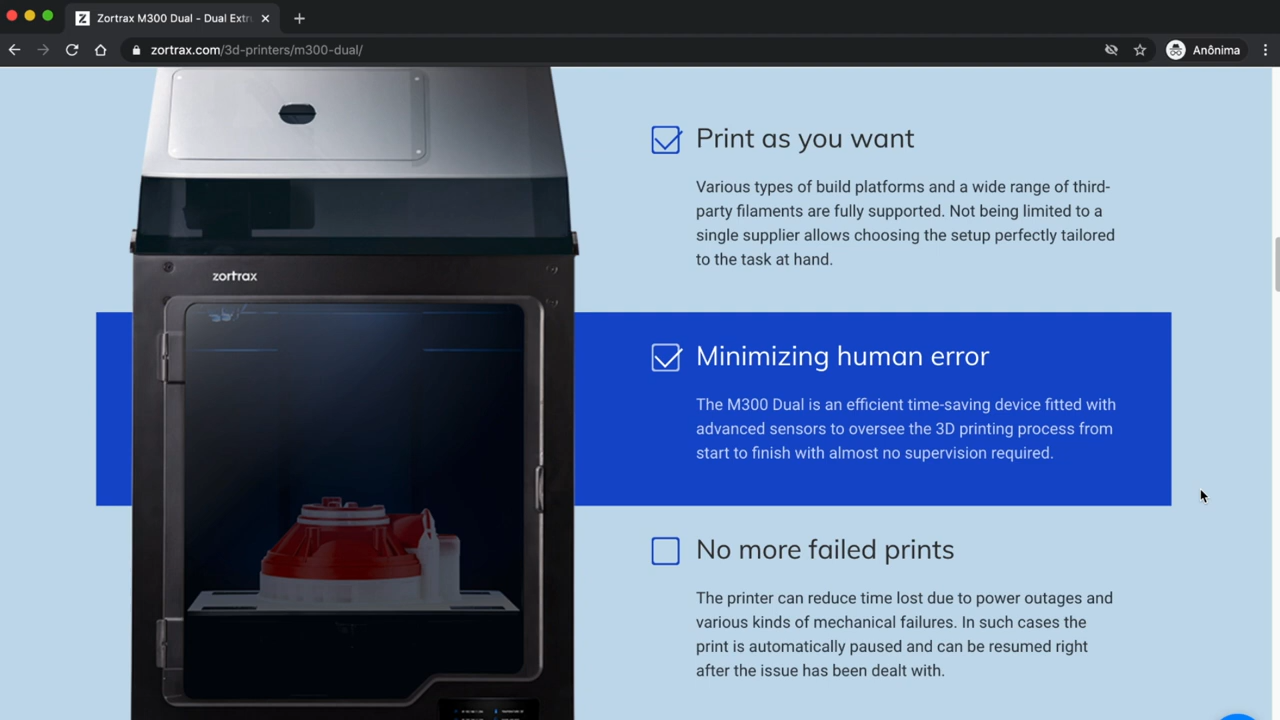 Zortrax M300 Dual - Dual Extru
zortrax.com/3d-printers/m300-dual/
Anônima
Print as you want
Various types of build platforms and a wide range of third-
party filaments are fully supported. Not being limited to a
single supplier allows choosing the setup perfectly tailored
to the task at hand.
zortrax
Minimizing human error
The M300 Dual is an efficient time-saving device fitted with
advanced sensors to oversee the 3D printing process from
start to finish with almost no supervision required.
No more failed prints
The printer can reduce time lost due to power outages and
various kinds of mechanical failures. In such cases the
print is automatically paused and can be resumed right
after the issue has been dealt with.